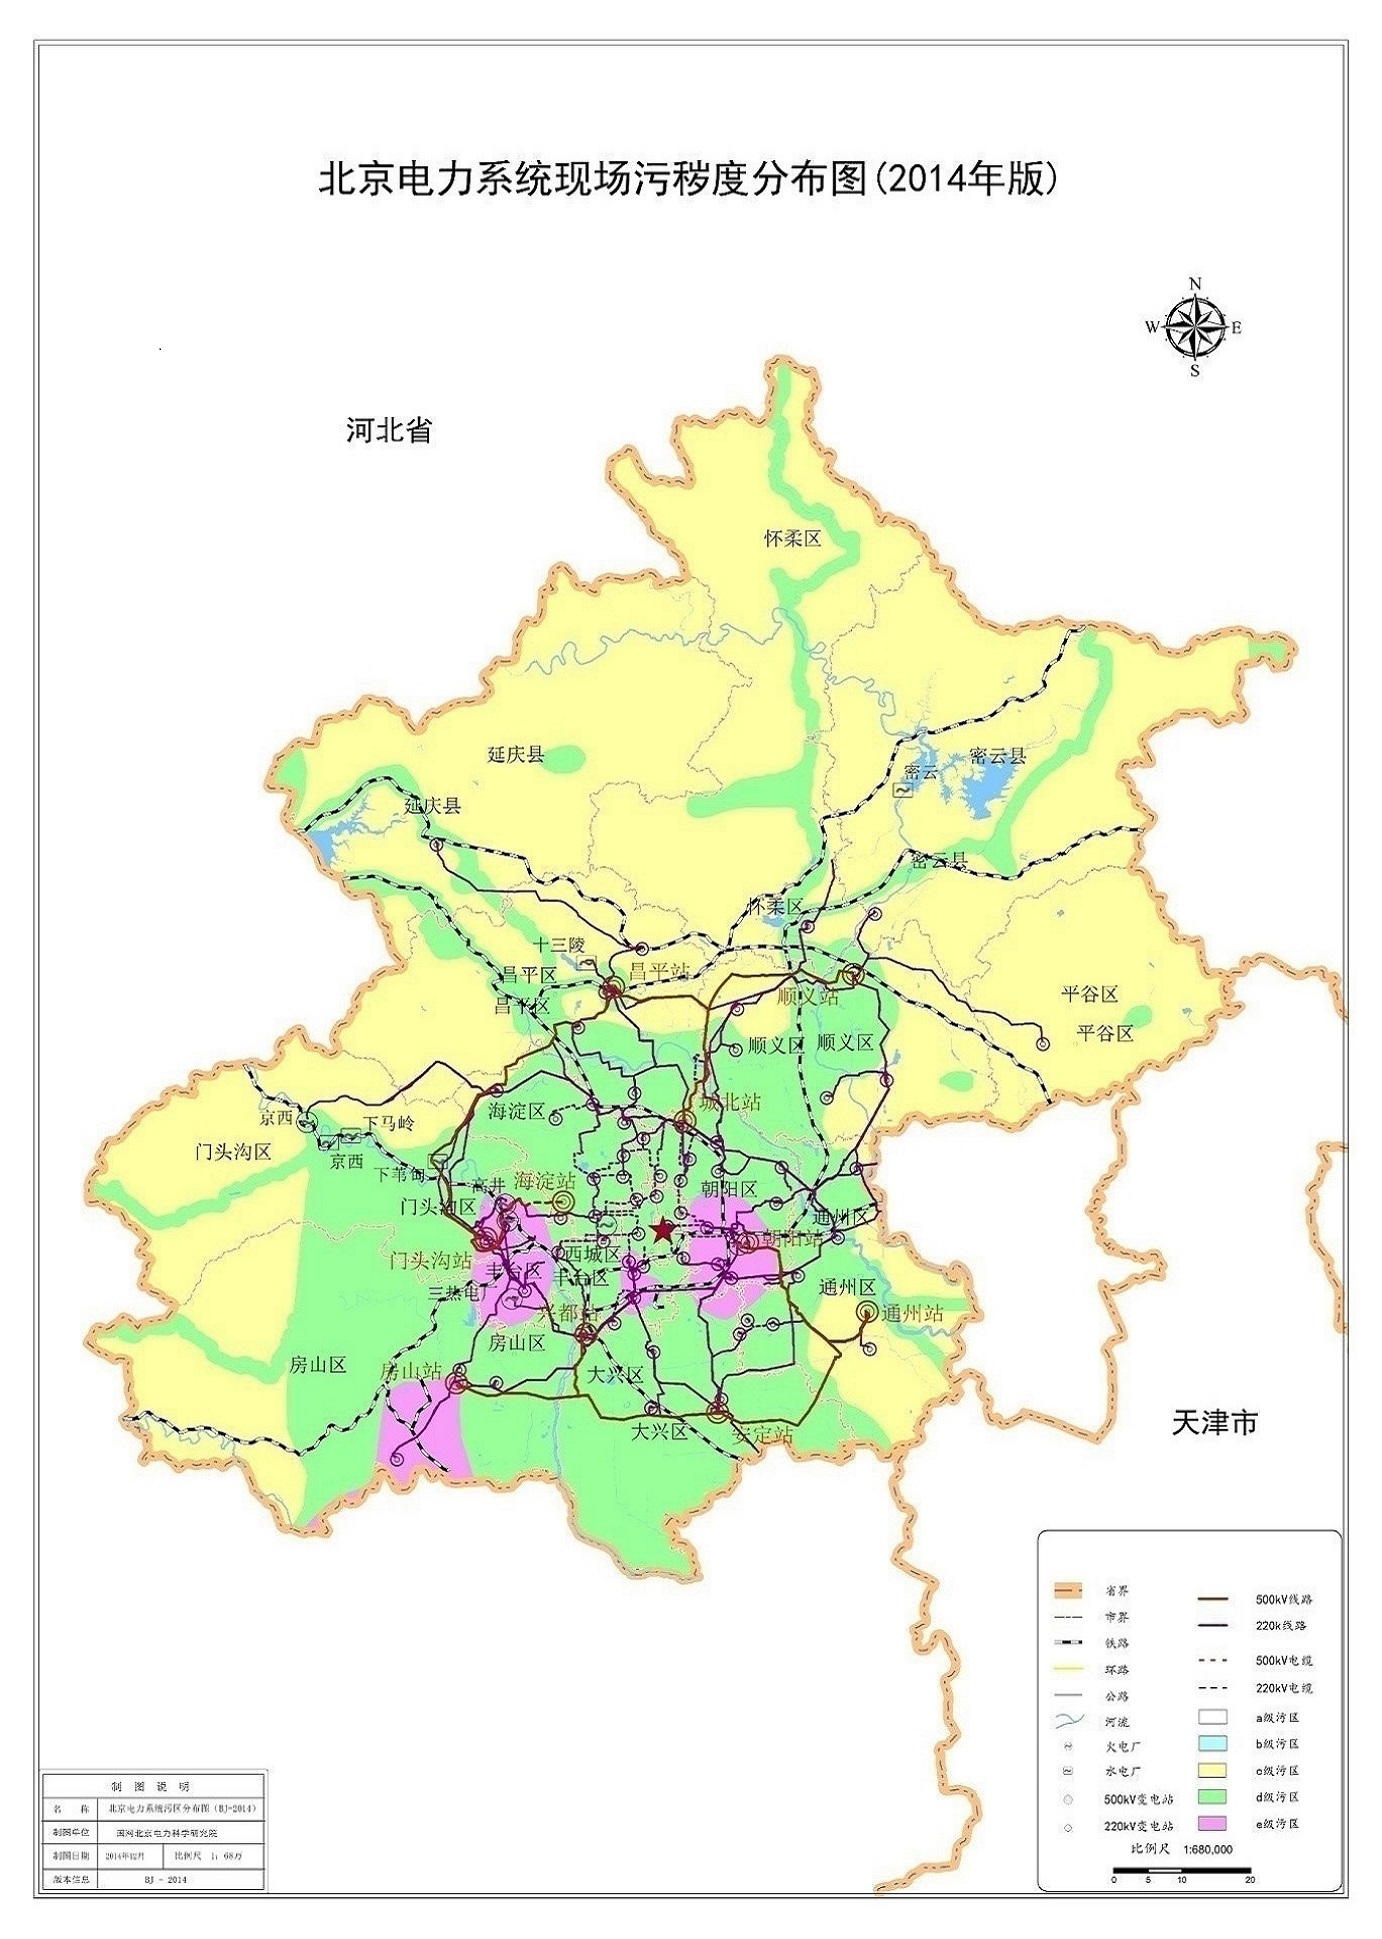 北京电力系统现场污秽度分布图(2014年版)
N
W
E
S
河北省
怀柔区
延庆县
密云县
密云
延庆县
密云县
怀柔区
十三陵
昌平站
昌平区
顺义站
平谷区
昌平区
平谷区
顺义区
顺义区
海淀区
城北站
京西
下马岭
门头沟区
京西
下苇甸
高井
海淀站
朝阳区
门头沟区
通州区
朝阳站
门头沟站
西城区
丰台区
丰台区
三热电厂
通州区
兴都站
通州站
房山区
房山区
房山站
大兴区
大兴区
安定站
天津市
省界
市界
铁路
环路
公路
河流
火电厂
水电厂
500kV变电站
220kV变电站
500kV线路
220k线路
500kV电缆
220kV电缆
a级污区
b级污区
c级污区
d级污区
e级污区
比例尺 1:680,000
0 5 10 20
制 图 说 明
名 称 北京电力系统污区分布图（BJ-2014）
制图单位 国网北京电力科学研究院
制图日期 2014年12月 比例尺 1：68万
版本信息 BJ - 2014